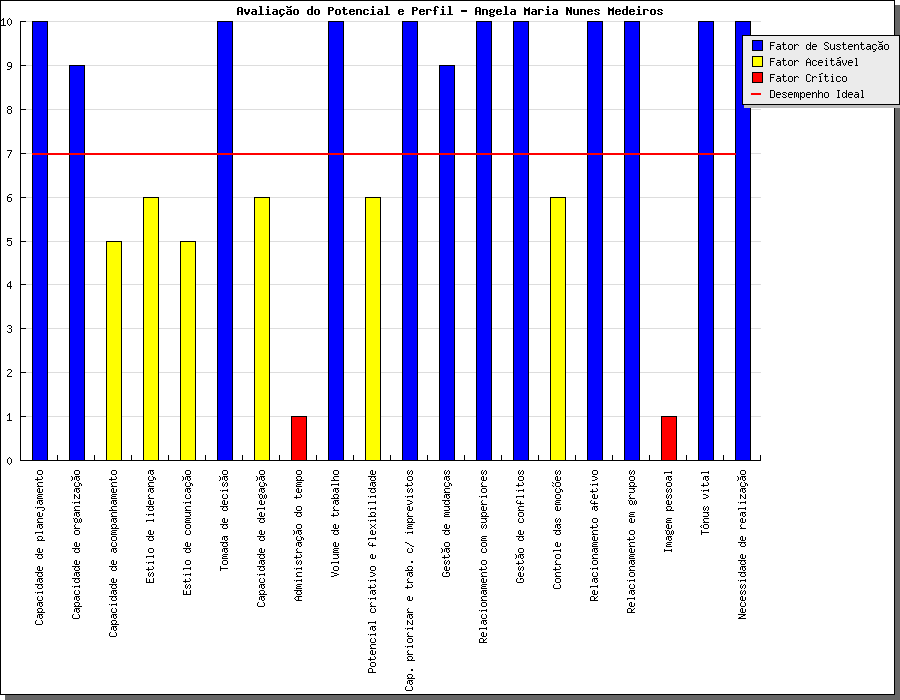 Avaliação do Potencial e Perfil - Angela Maria Nunes Medeiros
Fator de Sustentação
Fator Aceitável
Fator Crítico
Desempenho Ideal
10
9
8
7
6
5
4
3
2
1
0
Capacidade de planejamento
Capacidade de organização
Capacidade de acompanhamento
Estilo de liderança
Estilo de comunicação
Tomada de decisão
Capacidade de delegação
Administração do tempo
Volume de trabalho
Potencial criativo e flexibilidade
Cap. priorizar e trab. c/ imprevistos
Gestão de mudanças
Relacionamento com superiores
Gestão de conflitos
Controle das emoções
Relacionamento afetivo
Relacionamento em grupos
Imagem pessoal
Tônus vital
Necessidade de realização